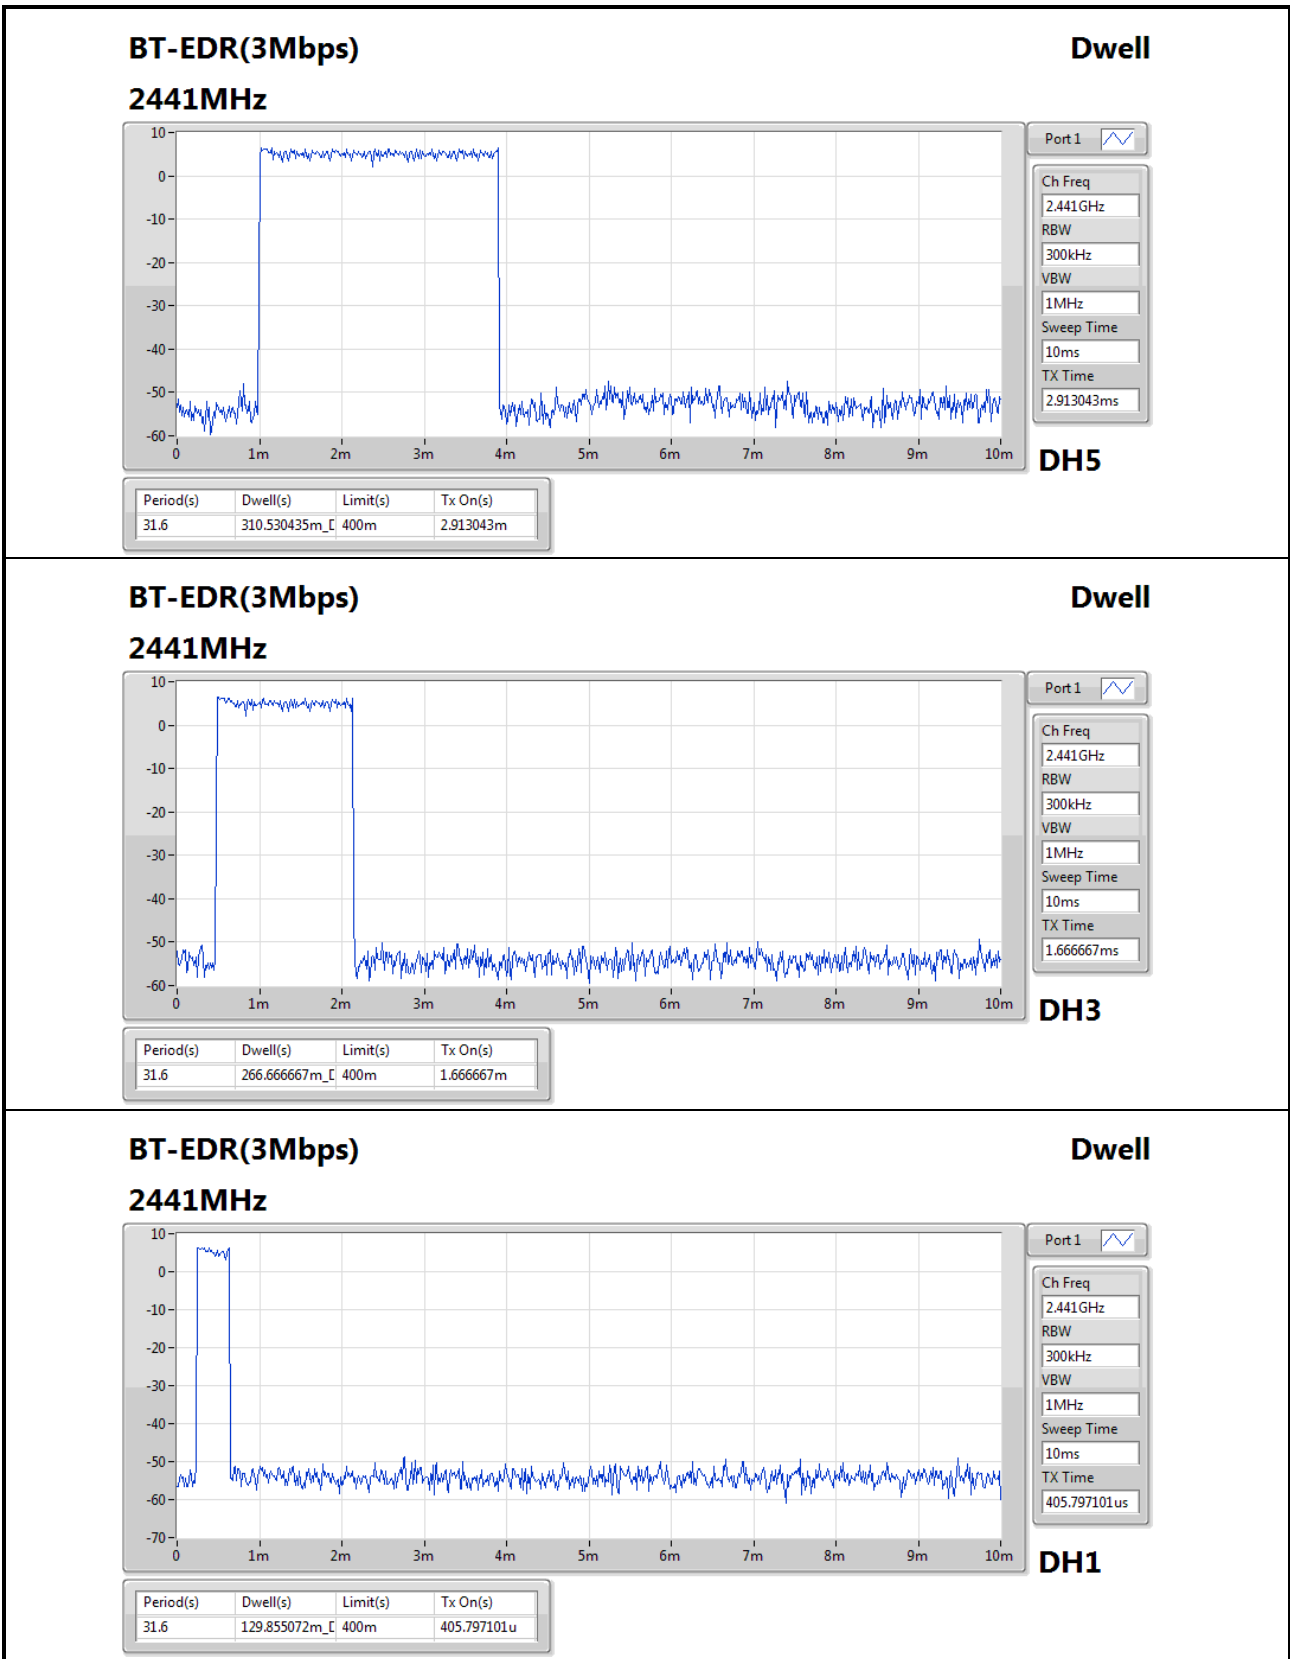 BT-EDR(3Mbps) Dwell
2441MHz
10
0
-10
-20
-30
-40
-50
-60
0 1m 2m 3m 4m 5m 6m 7m 8m 9m 10m
Port 1
Ch Freq
2.441GHz
RBW
300kHz
VBW
1MHz
Sweep Time
10ms
TX Time
2.913043ms
DH5
Period(s) Dwell(s) Limit(s) Tx On(s)
31.6 310.530435m_D 400m 2.913043m
BT-EDR(3Mbps) Dwell
2441MHz
10
0
-10
-20
-30
-40
-50
-60
0 1m 2m 3m 4m 5m 6m 7m 8m 9m 10m
Port 1
Ch Freq
2.441GHz
RBW
300kHz
VBW
1MHz
Sweep Time
10ms
TX Time
1.666667ms
DH3
Period(s) Dwell(s) Limit(s) Tx On(s)
31.6 266.666667m_D 400m 1.666667m
BT-EDR(3Mbps) Dwell
2441MHz
10
0
-10
-20
-30
-40
-50
-60
-70
0 1m 2m 3m 4m 5m 6m 7m 8m 9m 10m
Port 1
Ch Freq
2.441GHz
RBW
300kHz
VBW
1MHz
Sweep Time
10ms
TX Time
405.797101us
DH1
Period(s) Dwell(s) Limit(s) Tx On(s)
31.6 129.855072m_D 400m 405.797101u